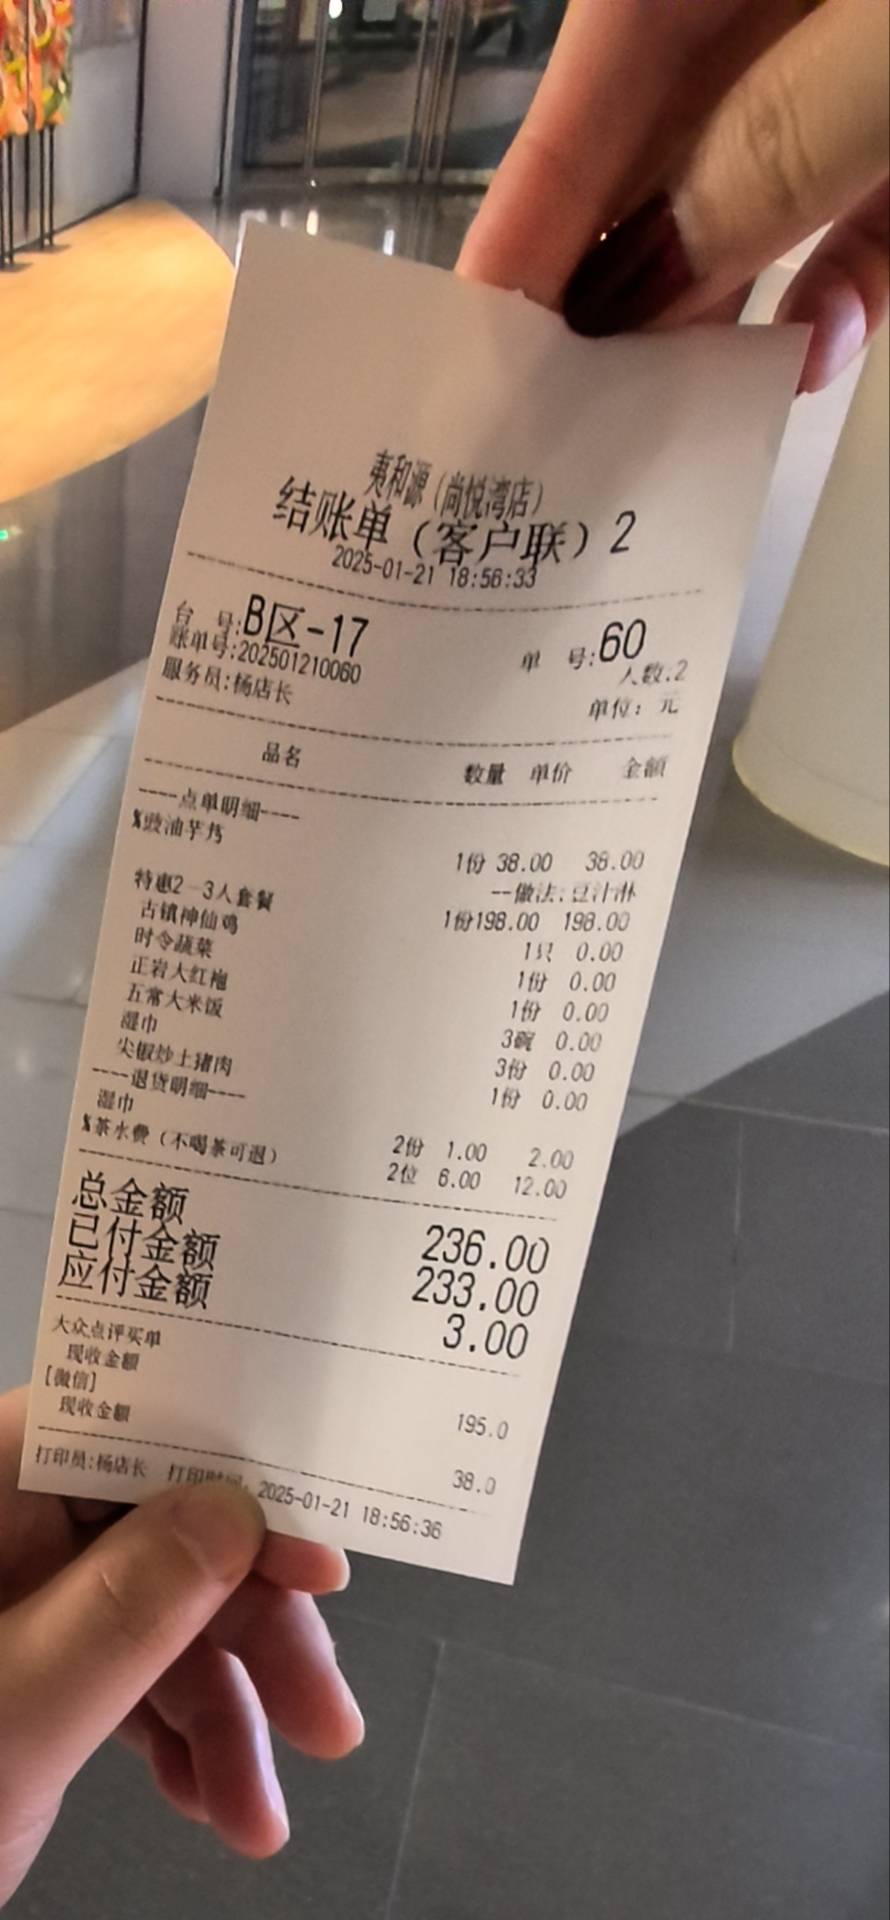 夷和源（尚悦湾店）
结账单（客户联）2
2025-01-21 18:56:33
台 号:B区-17 单 号:60
账单号:202501210060 人数:2
服务员:杨店长 单位: 元
品名 数量 单价 金额
----点单明细----
%豉油芋艿
1份 38.00 38.00
--做法:豆汁淋
特惠2-3人套餐 1份198.00 198.00
古镇神仙鸡 1只 0.00
时令蔬菜 1份 0.00
正岩大红袍 1份 0.00
五常大米饭 3碗 0.00
湿巾 3份 0.00
尖椒炒土猪肉 1份 0.00
----退货明细----
湿巾 2份 1.00 2.00
%茶水费（不喝茶可退） 2位 6.00 12.00
总金额 236.00
已付金额 233.00
应付金额 3.00
大众点评买单
现收金额 195.0
[微信]
现收金额 38.0
打印员:杨店长 打印时间: 2025-01-21 18:56:36